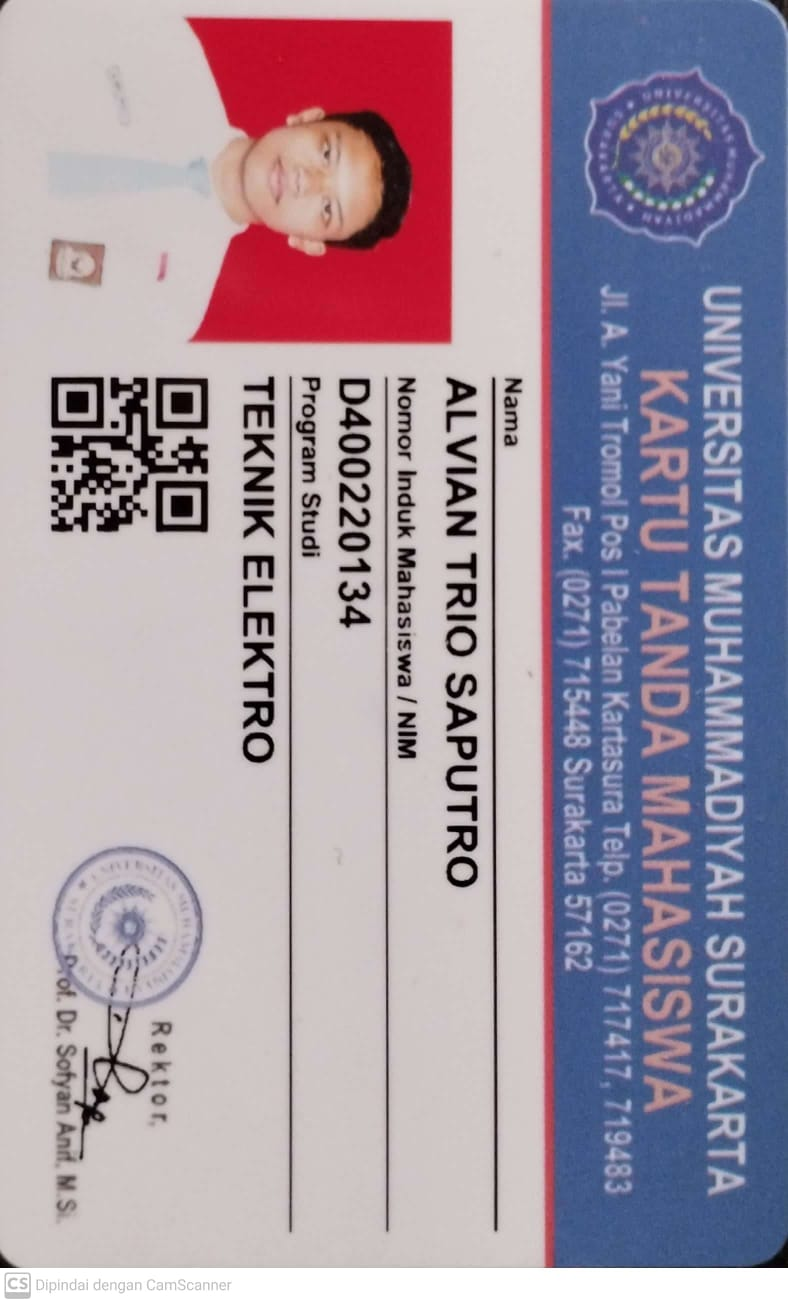 UNIVERSITAS MUHAMMADIYAH SURAKARTA
KARTU TANDA MAHASISWA
Jl. A. Yani Tromol Pos I Pabelan Kartasura Telp. (0271) 717417, 719483
Fax. (0271) 715448 Surakarta 57162
Nama
ALVIAN TRIO SAPUTRO
Nomor Induk Mahasiswa / NIM
D400220134
Program Studi
TEKNIK ELEKTRO
Rektor,
Prof. Dr. Sofyan Anif, M.Si.
CS Dipindai dengan CamScanner